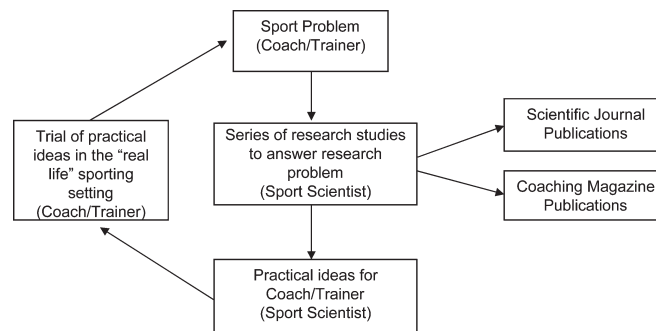 Sport Problem
(Coach/Trainer)
Series of research studies
to answer research
problem
(Sport Scientist)
Scientific Journal
Publications
Coaching Magazine
Publications
Trial of practical
ideas in the “real
life” sporting
setting
(Coach/Trainer)
Practical ideas for
Coach/Trainer
(Sport Scientist)